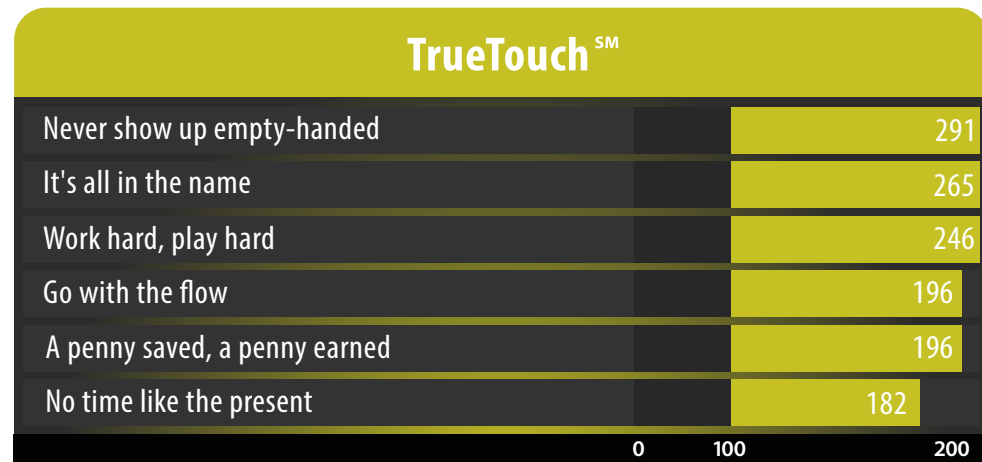 TrueTouch℠
Never show up empty-handed 291
It's all in the name 265
Work hard, play hard 246
Go with the flow 196
A penny saved, a penny earned 196
No time like the present 182
0 100 200